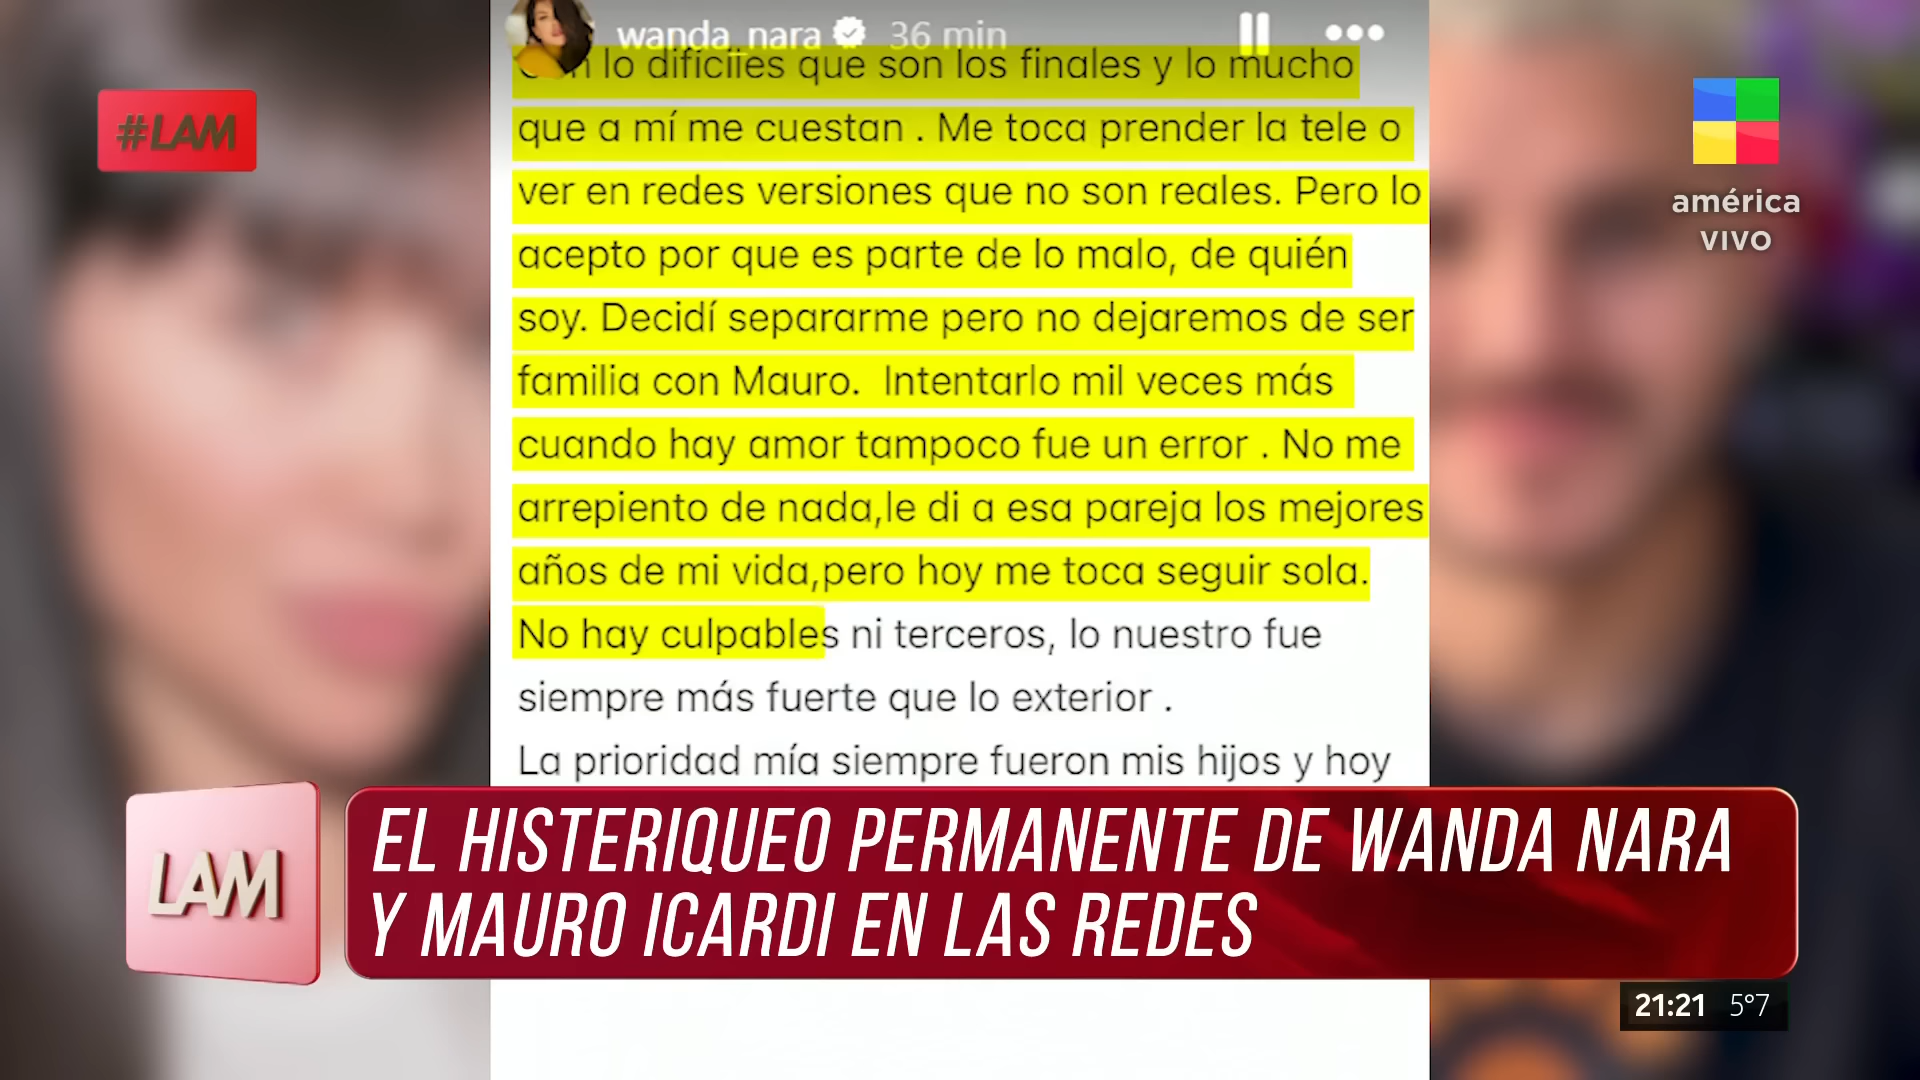 wanda_nara 36 min
lo difíciles que son los finales y lo mucho
que a mí me cuestan . Me toca prender la tele o
ver en redes versiones que no son reales. Pero lo
acepto por que es parte de lo malo, de quién
soy. Decidí separarme pero no dejaremos de ser
familia con Mauro. Intentarlo mil veces más
cuando hay amor tampoco fue un error . No me
arrepiento de nada,le di a esa pareja los mejores
años de mi vida,pero hoy me toca seguir sola.
No hay culpables ni terceros, lo nuestro fue
siempre más fuerte que lo exterior .
La prioridad mía siempre fueron mis hijos y hoy
#LAM
américa
VIVO
LAM
EL HISTERIQUEO PERMANENTE DE WANDA NARA
Y MAURO ICARDI EN LAS REDES
21:21 5°7